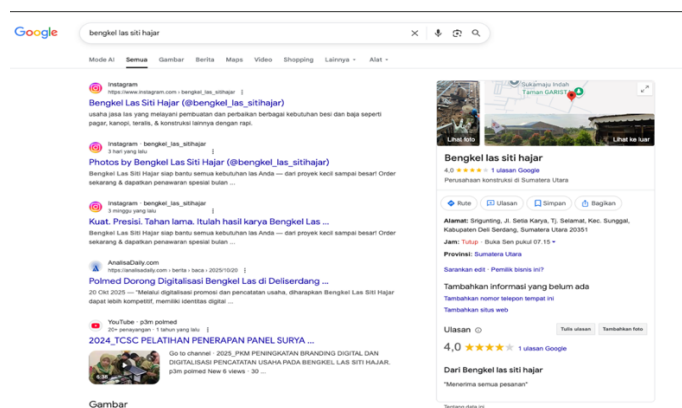 Google
bengkel las siti hajar
Mode AI Semua Gambar Berita Maps Video Shopping Lainnya Alat
Instagram
https://www.instagram.com › bengkel_las_sitihajar
Bengkel Las Siti Hajar (@bengkel_las_sitihajar)
usaha jasa las yang melayani pembuatan dan perbaikan berbagai kebutuhan besi dan baja seperti
pagar, kanopi, teralis, & konstruksi lainnya dengan rapi.
Instagram · bengkel_las_sitihajar
3 hari yang lalu
Photos by Bengkel Las Siti Hajar (@bengkel_las_sitihajar)
Bengkel Las Siti Hajar siap bantu semua kebutuhan las Anda — dari proyek kecil sampai besar! Order
sekarang & dapatkan penawaran spesial bulan ...
Instagram · bengkel_las_sitihajar
3 minggu yang lalu
Kuat. Presisi. Tahan lama. Itulah hasil karya Bengkel Las ...
Bengkel Las Siti Hajar siap bantu semua kebutuhan las Anda — dari proyek kecil sampai besar! Order
sekarang & dapatkan penawaran spesial bulan ...
AnalisaDaily.com
https://analisadaily.com › berita › baca › 2025/10/20
Polmed Dorong Digitalisasi Bengkel Las di Deliserdang ...
20 Okt 2025 — "Melalui digitalisasi promosi dan pencatatan usaha, diharapkan Bengkel Las Siti Hajar
dapat lebih kompetitif, memiliki identitas digital ...
YouTube · p3m polmed
20+ penayangan · 1 tahun yang lalu
2024_TCSC PELATIHAN PENERAPAN PANEL SURYA ...
6:38
Go to channel · 2025_PKM PENINGKATAN BRANDING DIGITAL DAN
DIGITALISASI PENCATATAN USAHA PADA BENGKEL LAS SITI HAJAR.
p3m polmed New 6 views · 30 ...
Gambar
Sukamaju Indah
Taman GARISTA
Lihat foto
Lihat ke luar
Bengkel las siti hajar
4,0 1 ulasan Google
Perusahaan konstruksi di Sumatera Utara
Rute Ulasan Simpan Bagikan
Alamat: Srigunting, Jl. Setia Karya, Tj. Selamat, Kec. Sunggal,
Kabupaten Deli Serdang, Sumatera Utara 20351
Jam: Tutup · Buka Sen pukul 07.15
Provinsi: Sumatera Utara
Sarankan edit · Pemilik bisnis ini?
Tambahkan informasi yang belum ada
Tambahkan nomor telepon tempat ini
Tambahkan situs web
Ulasan
Tulis ulasan Tambahkan foto
4,0 1 ulasan Google
Dari Bengkel las siti hajar
"Menerima semua pesanan"
Tentang data ini